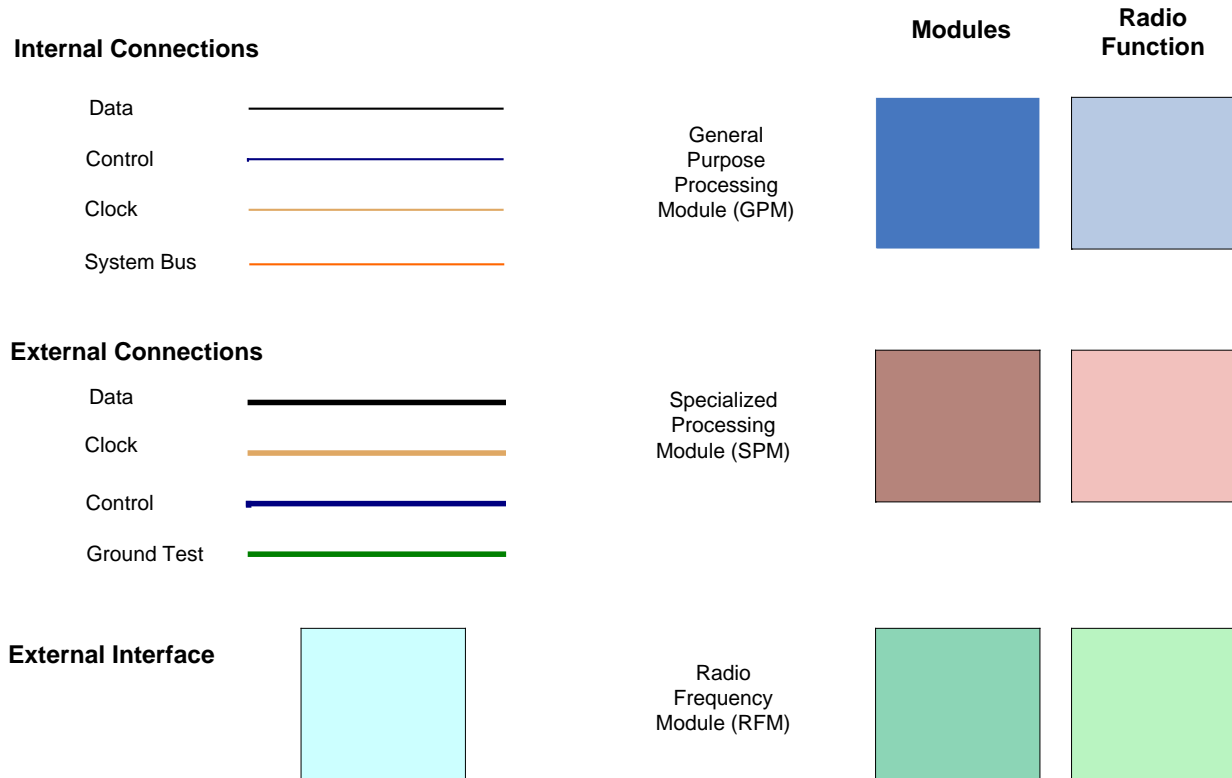 Internal Connections
Data
Control
Clock
System Bus
External Connections
Data
Clock
Control
Ground Test
External Interface
Modules
Radio
Function
General
Purpose
Processing
Module (GPM)
Specialized
Processing
Module (SPM)
Radio
Frequency
Module (RFM)